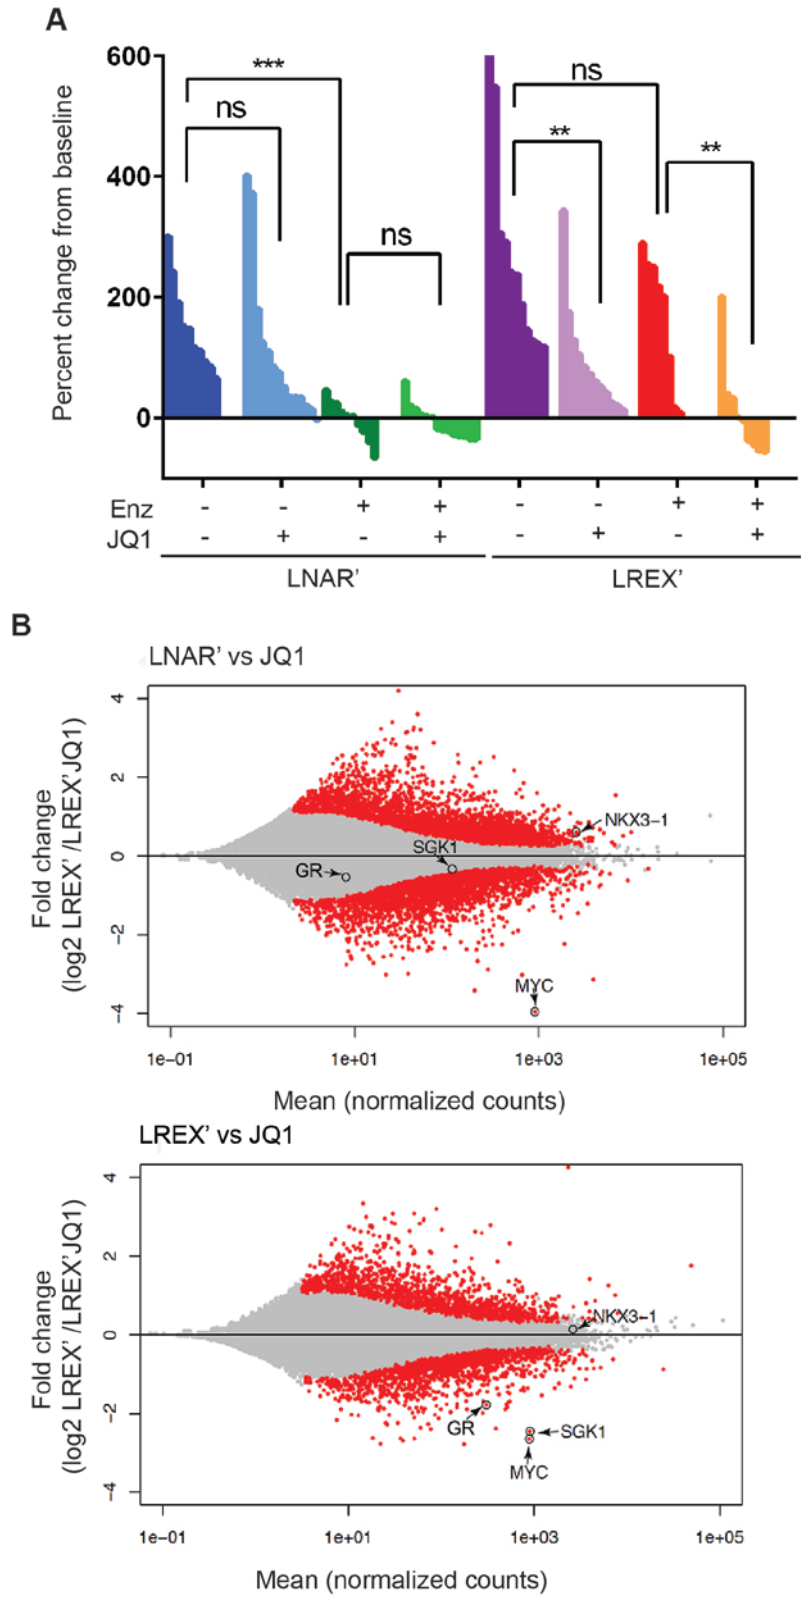 A
Percent change from baseline
600
400
200
0
***
ns
ns
ns
**
**
Enz - - + + - - + +
JQ1 - + - + - + - +
LNAR’ LREX’
B
LNAR’ vs JQ1
Fold change
(log2 LREX’ /LREX’JQ1)
4
2
0
−2
−4
NKX3−1
SGK1
GR
MYC
1e−01 1e+01 1e+03 1e+05
Mean (normalized counts)
LREX’ vs JQ1
Fold change
(log2 LREX’ /LREX’JQ1)
4
2
0
−2
−4
NKX3−1
GR
SGK1
MYC
1e−01 1e+01 1e+03 1e+05
Mean (normalized counts)